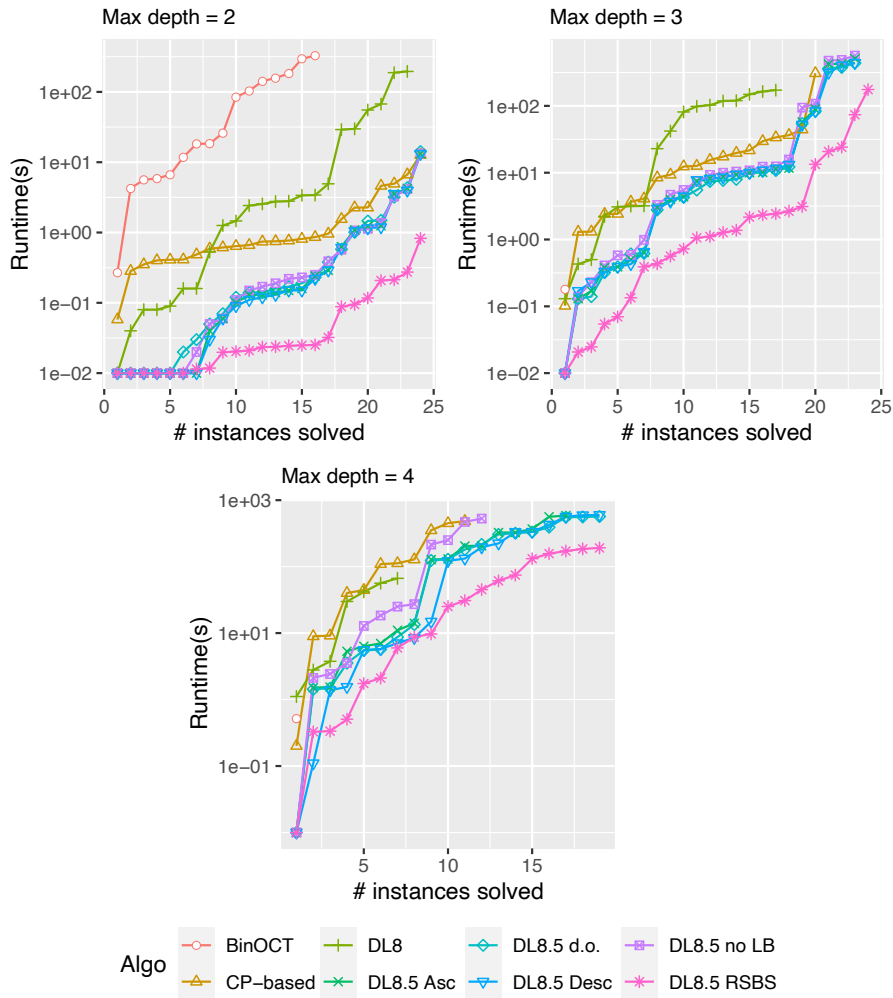 Max depth = 2
Max depth = 3
Runtime(s)
1e+02
1e+01
1e+00
1e-01
1e-02
0 5 10 15 20 25
# instances solved
Runtime(s)
1e+02
1e+01
1e+00
1e-01
1e-02
0 5 10 15 20 25
# instances solved
Max depth = 4
Runtime(s)
1e+03
1e+01
1e-01
5 10 15
# instances solved
Algo
BinOCT DL8 DL8.5 d.o. DL8.5 no LB
CP-based DL8.5 Asc DL8.5 Desc DL8.5 RSBS